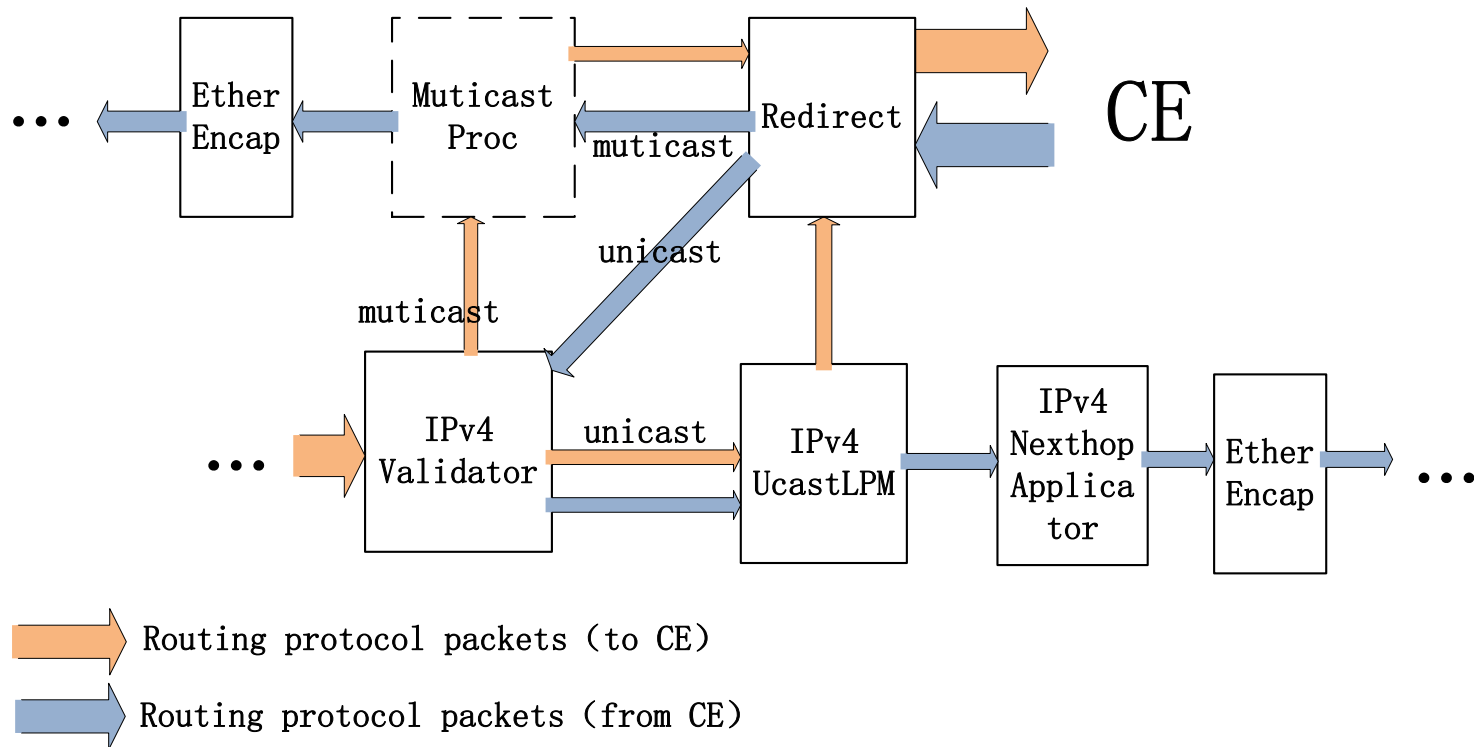 Ether
Encap
Muticast
Proc
Redirect
CE
...
muticast
unicast
muticast
IPv4
Validator
unicast
IPv4
UcastLPM
IPv4
Nexthop
Applica
tor
Ether
Encap
...
...
Routing protocol packets（to CE）
Routing protocol packets（from CE）